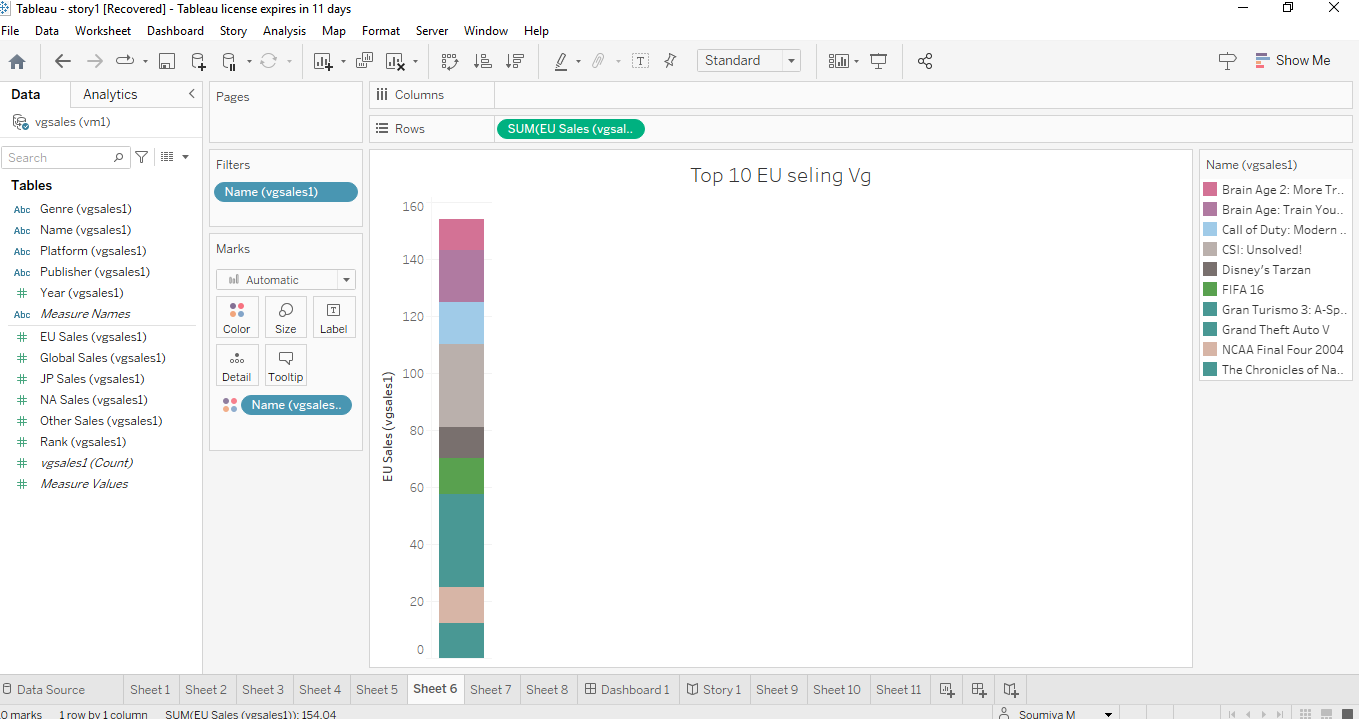 Tableau - story1 [Recovered] - Tableau license expires in 11 days
File Data Worksheet Dashboard Story Analysis Map Format Server Window Help
Standard
Show Me
Data Analytics
vgsales (vm1)
Search
Tables
Abc Genre (vgsales1)
Abc Name (vgsales1)
Abc Platform (vgsales1)
Abc Publisher (vgsales1)
# Year (vgsales1)
Abc Measure Names
# EU Sales (vgsales1)
# Global Sales (vgsales1)
# JP Sales (vgsales1)
# NA Sales (vgsales1)
# Other Sales (vgsales1)
# Rank (vgsales1)
# vgsales1 (Count)
# Measure Values
Pages
Filters
Name (vgsales1)
Marks
Automatic
Color Size Label
Detail Tooltip
Name (vgsales..
Columns
Rows
SUM(EU Sales (vgsal..
Top 10 EU seling Vg
160
140
120
100
80
60
40
20
0
EU Sales (vgsales1)
Name (vgsales1)
Brain Age 2: More Tr..
Brain Age: Train You..
Call of Duty: Modern ..
CSI: Unsolved!
Disney's Tarzan
FIFA 16
Gran Turismo 3: A-Sp..
Grand Theft Auto V
NCAA Final Four 2004
The Chronicles of Na..
Data Source Sheet 1 Sheet 2 Sheet 3 Sheet 4 Sheet 5 Sheet 6 Sheet 7 Sheet 8 Dashboard 1 Story 1 Sheet 9 Sheet 10 Sheet 11
0 marks 1 row by 1 column SUM(EU Sales (vgsales1)): 154.04 Soumiya M